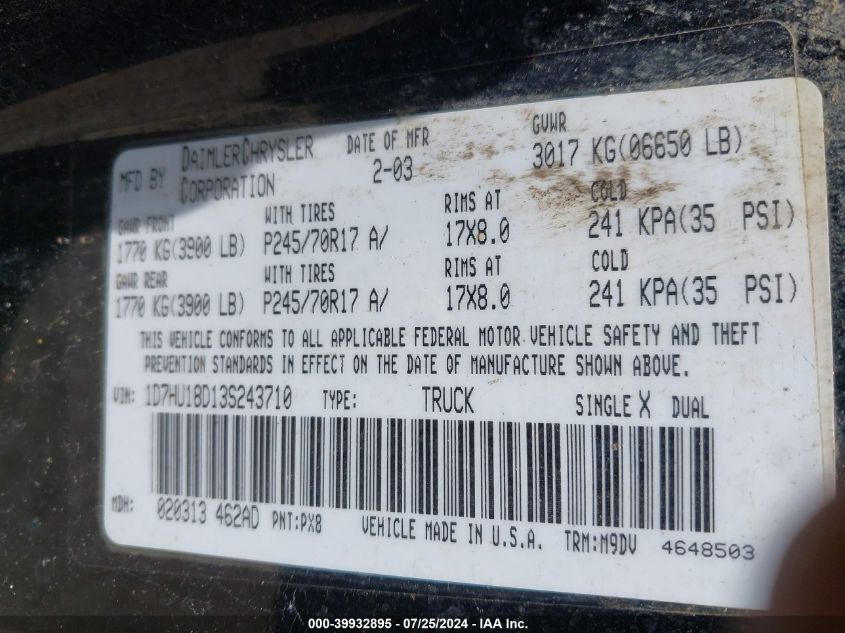 MFD BY DAIMLERCHRYSLER CORPORATION DATE OF MFR 2-03 GVWR 3017 KG(06650 LB)
GAWR FRONT WITH TIRES RIMS AT COLD
1770 KG(3900 LB) P245/70R17 A/ 17X8.0 241 KPA(35 PSI)
GAWR REAR WITH TIRES RIMS AT COLD
1770 KG(3900 LB) P245/70R17 A/ 17X8.0 241 KPA(35 PSI)
THIS VEHICLE CONFORMS TO ALL APPLICABLE FEDERAL MOTOR VEHICLE SAFETY AND THEFT
PREVENTION STANDARDS IN EFFECT ON THE DATE OF MANUFACTURE SHOWN ABOVE.
VIN: 1D7HU18D13S243710 TYPE: TRUCK SINGLE X DUAL
MDH: 020313 462AD PNT:PX8 VEHICLE MADE IN U.S.A. TRM:M9DV 4648503
000-39932895 - 07/25/2024 - IAA Inc.